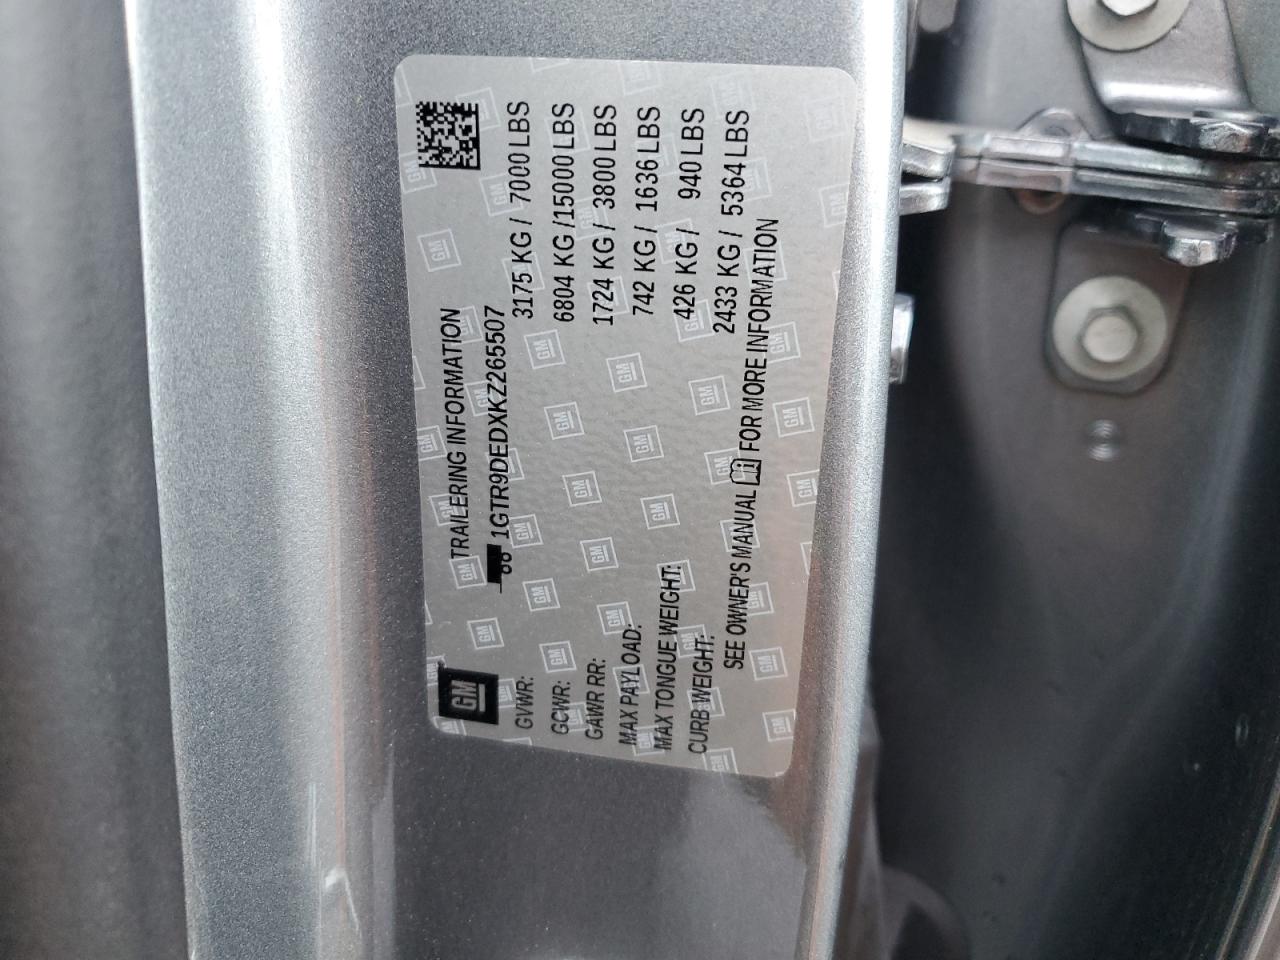 GM
TRAILERING INFORMATION
1GTR9DEDXKZ265507
GVWR: 3175 KG / 7000 LBS
GCWR: 6804 KG /15000 LBS
GAWR RR: 1724 KG / 3800 LBS
MAX PAYLOAD: 742 KG / 1636 LBS
MAX TONGUE WEIGHT: 426 KG / 940 LBS
CURB WEIGHT: 2433 KG / 5364 LBS
SEE OWNER'S MANUAL FOR MORE INFORMATION